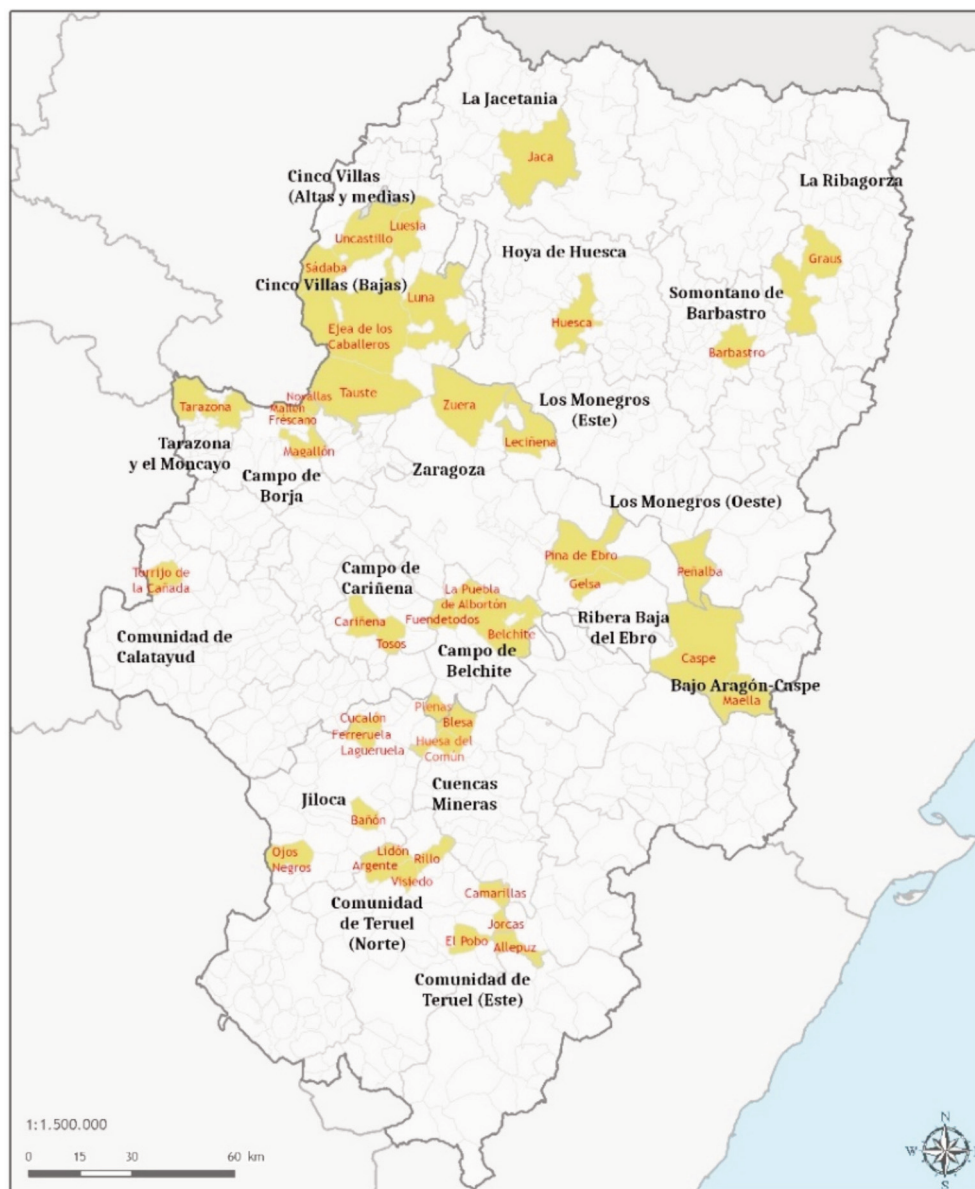 La Jacetania
Jaca
Cinco Villas
(Altas y medias)
La Ribagorza
Luesia
Uncastillo
Sádaba
Hoya de Huesca
Graus
Cinco Villas (Bajas)
Luna
Somontano de
Barbastro
Huesca
Ejea de los
Caballeros
Barbastro
Tauste
Novallas
Mallén
Fréscano
Tarazona
Zuera
Los Monegros
(Este)
Leciñena
Tarazona
y el Moncayo
Magallón
Campo de
Borja
Zaragoza
Los Monegros (Oeste)
Pina de Ebro
Gelsa
Peñalba
Torrijo de
la Cañada
Campo de
Cariñena
La Puebla
de Albortón
Fuendetodos
Cariñena
Tosos
Belchite
Ribera Baja
del Ebro
Comunidad de
Calatayud
Campo de
Belchite
Caspe
Bajo Aragón-Caspe
Maella
Plenas
Blesa
Huesa del
Común
Cucalón
Ferreruela
Lagueruela
Cuencas
Mineras
Jiloca
Bañón
Ojos
Negros
Lidón
Argente
Rillo
Visiedo
Camarillas
Comunidad
de Teruel
(Norte)
Jorcas
El Pobo
Allepuz
Comunidad de
Teruel (Este)
1:1.500.000
0 15 30 60 km
N
W
S